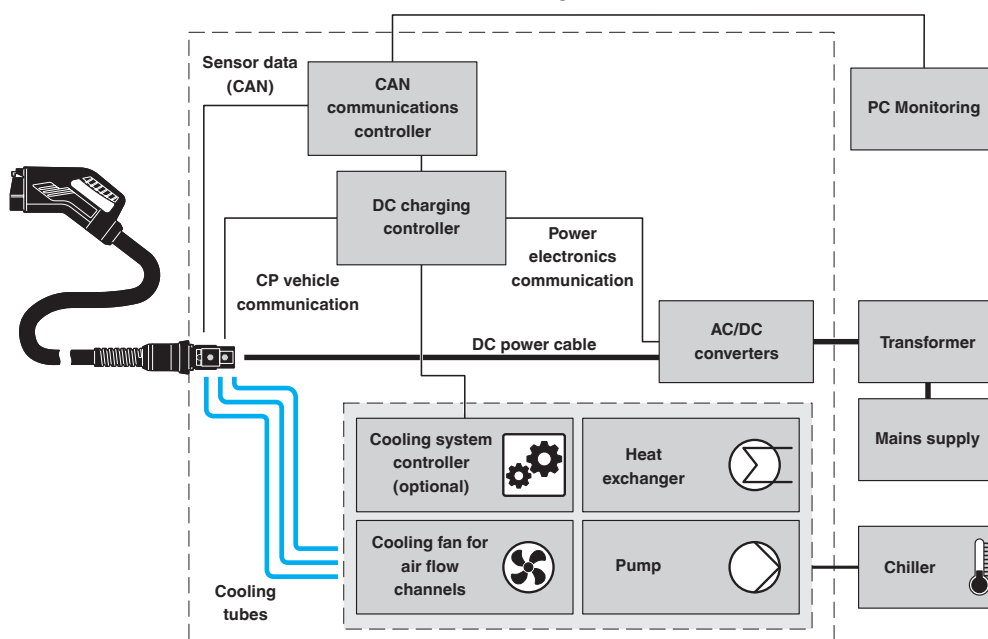 Sensor data
(CAN)
CAN
communications
controller
PC Monitoring
DC charging
controller
Power
electronics
communication
CP vehicle
communication
AC/DC
converters
Transformer
DC power cable
Mains supply
Cooling system
controller
(optional)
Heat
exchanger
Cooling fan for
air flow
channels
Pump
Chiller
Cooling
tubes